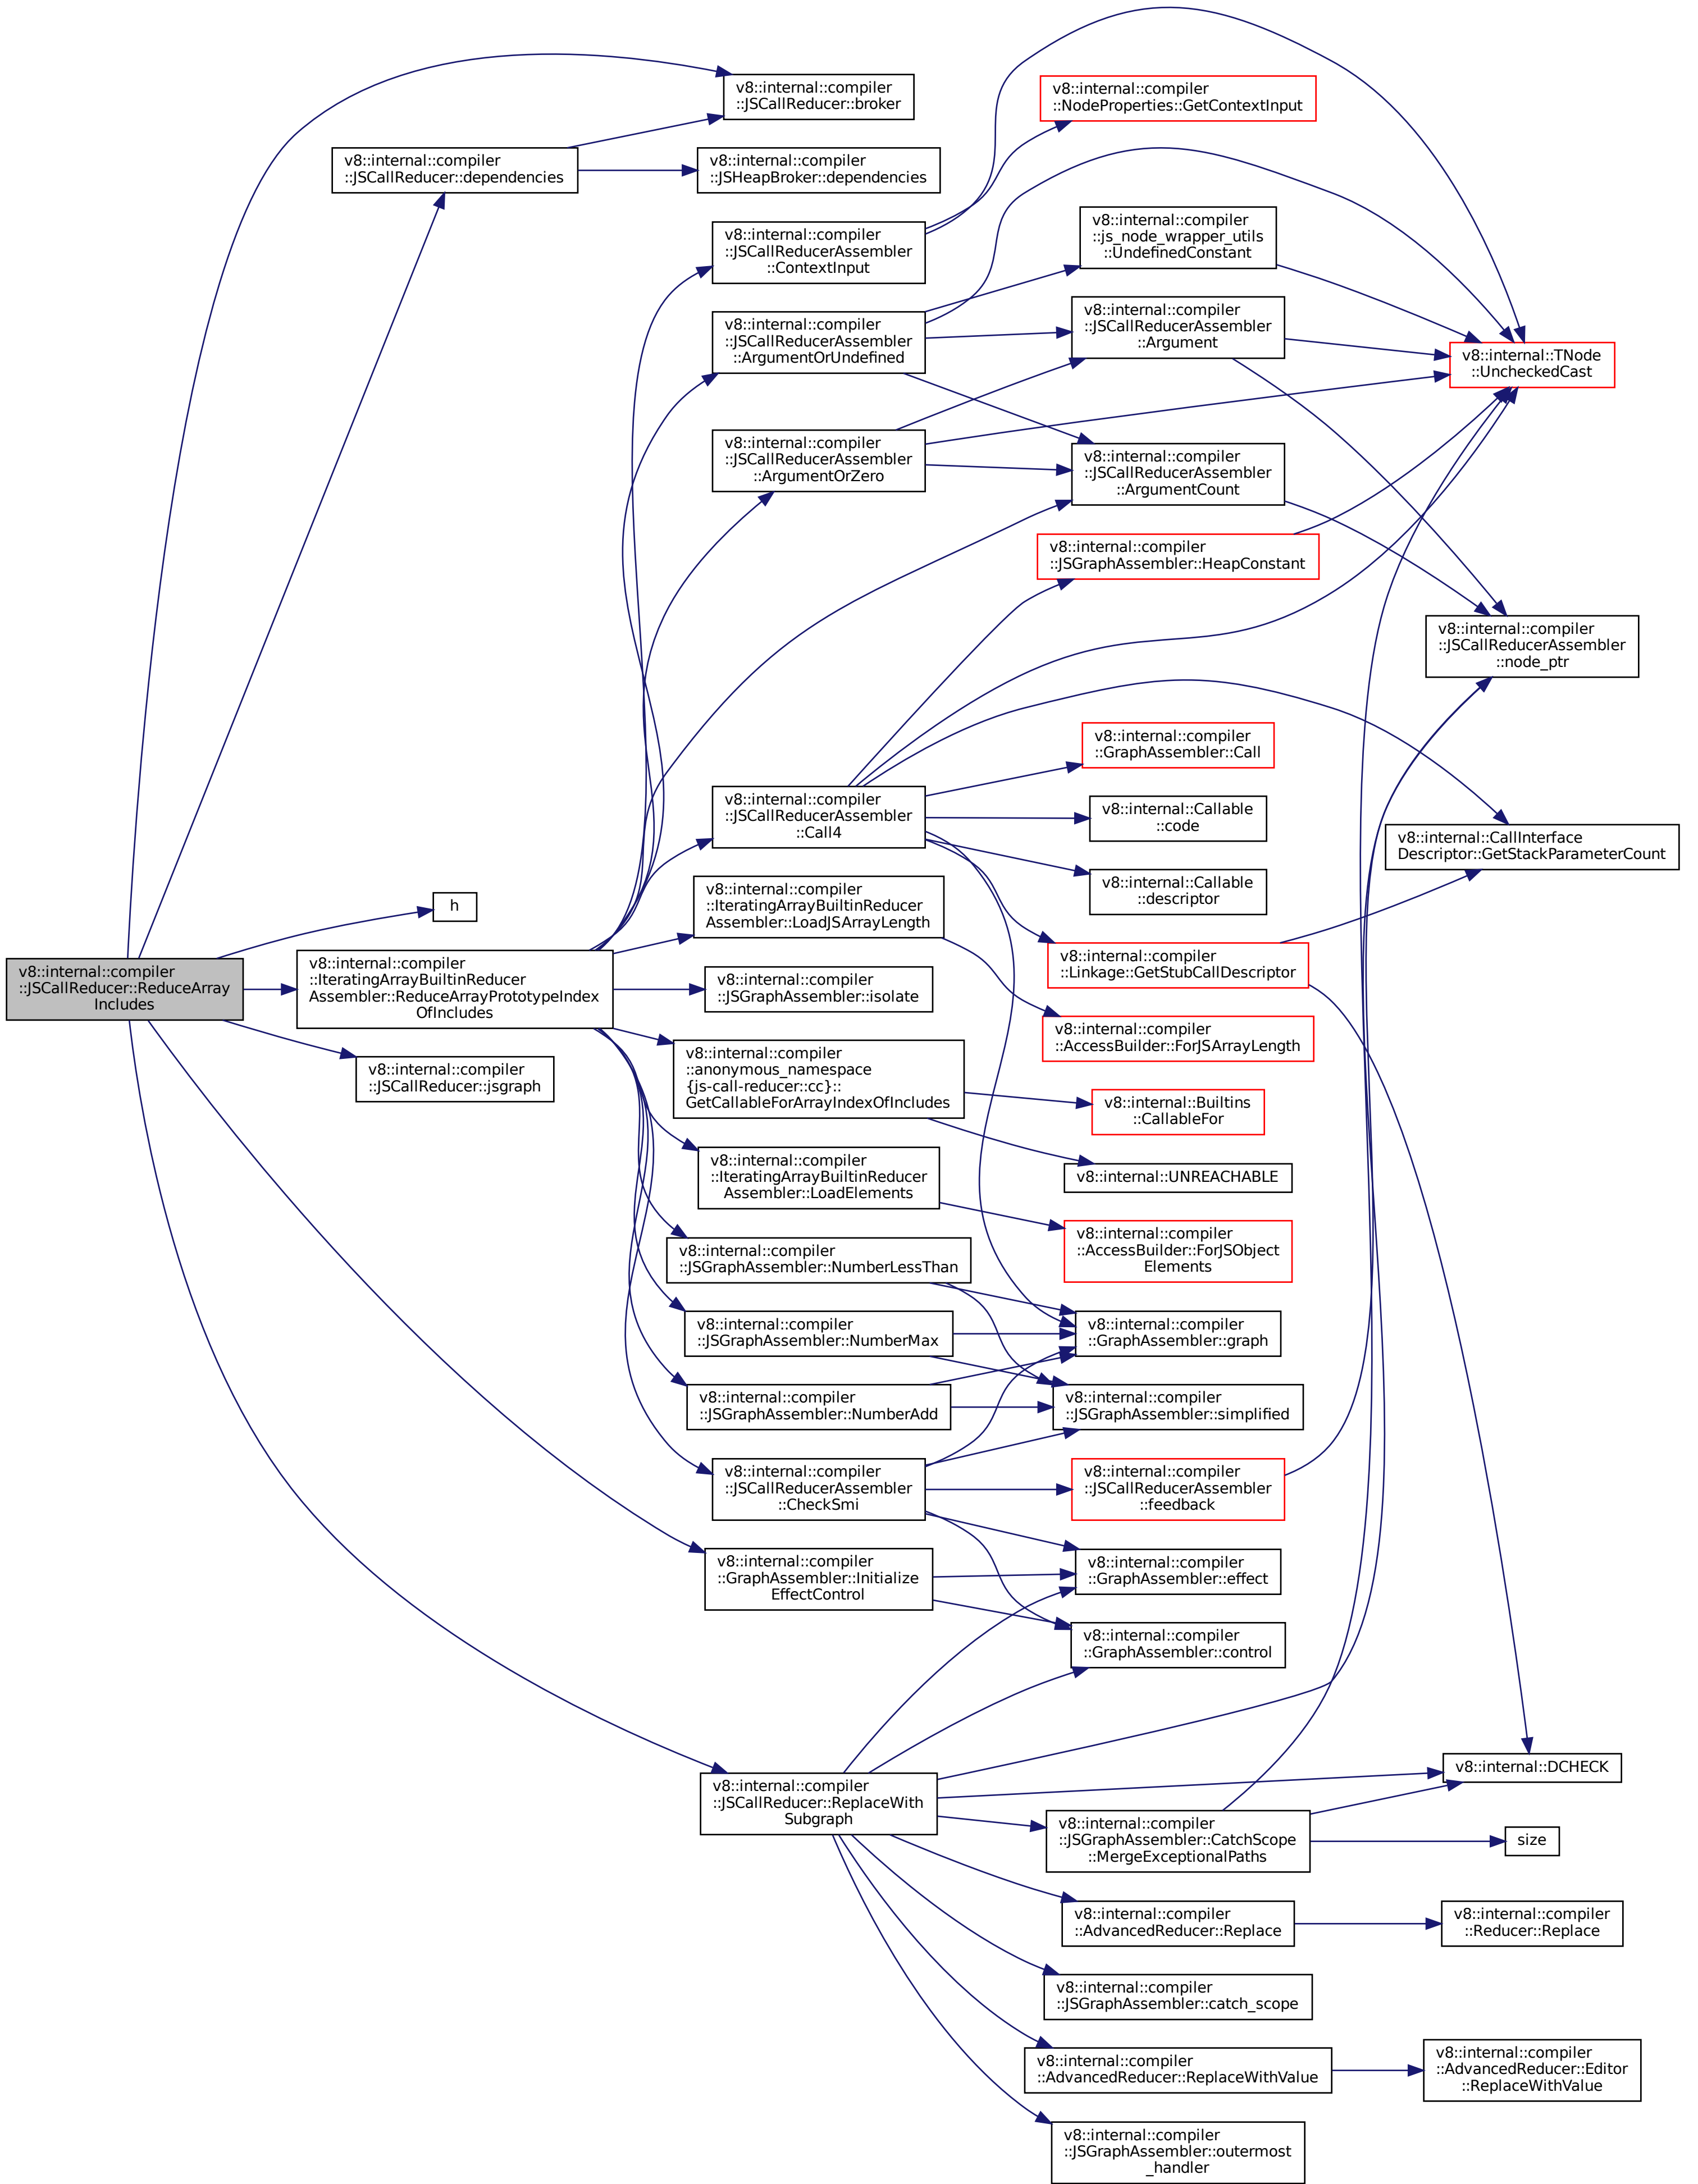 v8::internal::compiler
::JSCallReducer::ReduceArray
Includes
v8::internal::compiler
::JSCallReducer::broker
v8::internal::compiler
::JSCallReducer::dependencies
v8::internal::compiler
::JSHeapBroker::dependencies
h
v8::internal::compiler
::IteratingArrayBuiltinReducer
Assembler::ReduceArrayPrototypeIndex
OfIncludes
v8::internal::compiler
::JSCallReducer::jsgraph
v8::internal::compiler
::JSCallReducerAssembler
::ContextInput
v8::internal::compiler
::JSCallReducerAssembler
::ArgumentOrUndefined
v8::internal::compiler
::JSCallReducerAssembler
::ArgumentOrZero
v8::internal::compiler
::JSCallReducerAssembler
::Call4
v8::internal::compiler
::IteratingArrayBuiltinReducer
Assembler::LoadJSArrayLength
v8::internal::compiler
::JSGraphAssembler::isolate
v8::internal::compiler
::anonymous_namespace
{js-call-reducer::cc}::
GetCallableForArrayIndexOfIncludes
v8::internal::compiler
::IteratingArrayBuiltinReducer
Assembler::LoadElements
v8::internal::compiler
::JSGraphAssembler::NumberLessThan
v8::internal::compiler
::JSGraphAssembler::NumberMax
v8::internal::compiler
::JSGraphAssembler::NumberAdd
v8::internal::compiler
::JSCallReducerAssembler
::CheckSmi
v8::internal::compiler
::GraphAssembler::Initialize
EffectControl
v8::internal::compiler
::JSCallReducer::ReplaceWith
Subgraph
v8::internal::compiler
::NodeProperties::GetContextInput
v8::internal::compiler
::js_node_wrapper_utils
::UndefinedConstant
v8::internal::compiler
::JSCallReducerAssembler
::Argument
v8::internal::compiler
::JSCallReducerAssembler
::ArgumentCount
v8::internal::compiler
::JSGraphAssembler::HeapConstant
v8::internal::compiler
::GraphAssembler::Call
v8::internal::Callable
::code
v8::internal::Callable
::descriptor
v8::internal::compiler
::Linkage::GetStubCallDescriptor
v8::internal::compiler
::AccessBuilder::ForJSArrayLength
v8::internal::Builtins
::CallableFor
v8::internal::UNREACHABLE
v8::internal::compiler
::AccessBuilder::ForJSObject
Elements
v8::internal::compiler
::GraphAssembler::graph
v8::internal::compiler
::JSGraphAssembler::simplified
v8::internal::compiler
::JSCallReducerAssembler
::feedback
v8::internal::compiler
::GraphAssembler::effect
v8::internal::compiler
::GraphAssembler::control
v8::internal::compiler
::JSGraphAssembler::CatchScope
::MergeExceptionalPaths
v8::internal::compiler
::AdvancedReducer::Replace
v8::internal::compiler
::JSGraphAssembler::catch_scope
v8::internal::compiler
::AdvancedReducer::ReplaceWithValue
v8::internal::compiler
::JSGraphAssembler::outermost
_handler
v8::internal::TNode
::UncheckedCast
v8::internal::compiler
::JSCallReducerAssembler
::node_ptr
v8::internal::CallInterface
Descriptor::GetStackParameterCount
v8::internal::DCHECK
size
v8::internal::compiler
::Reducer::Replace
v8::internal::compiler
::AdvancedReducer::Editor
::ReplaceWithValue